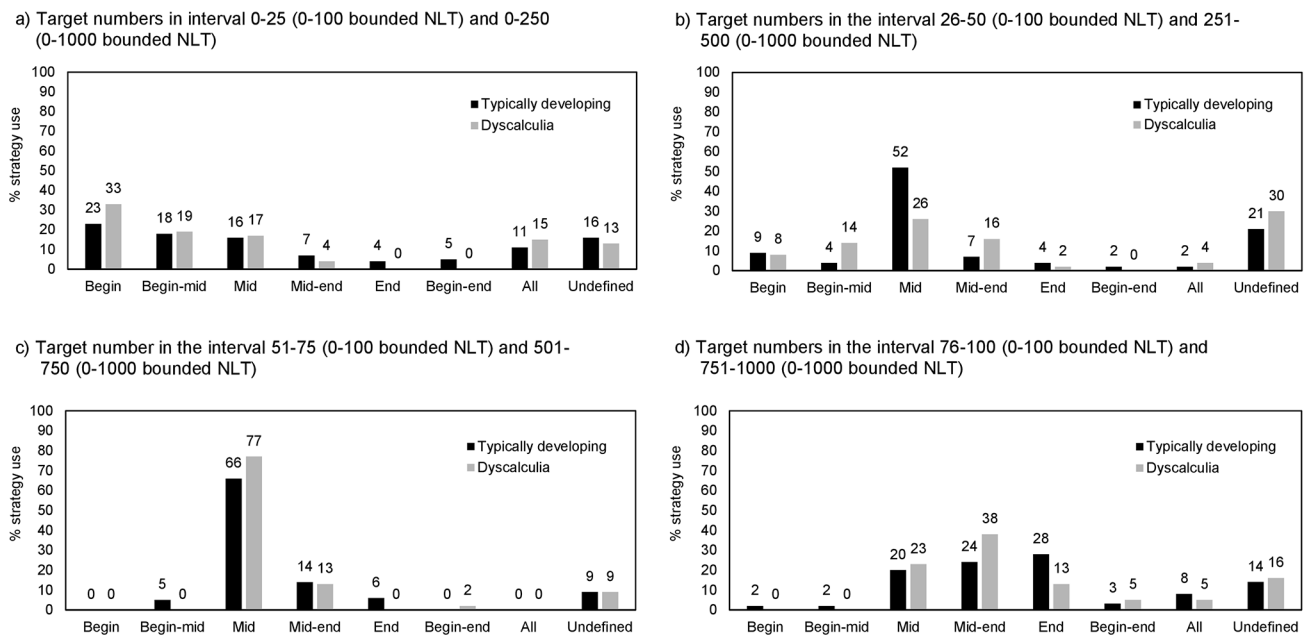 a) Target numbers in interval 0-25 (0-100 bounded NLT) and 0-250
(0-1000 bounded NLT)
% strategy use
100
90
80
70
60
50
40
30
20
10
0
Typically developing
Dyscalculia
23 33 18 19 16 17 7 4 4 0 5 0 11 15 16 13
Begin Begin-mid Mid Mid-end End Begin-end All Undefined
b) Target numbers in the interval 26-50 (0-100 bounded NLT) and 251-
500 (0-1000 bounded NLT)
% strategy use
100
90
80
70
60
50
40
30
20
10
0
Typically developing
Dyscalculia
9 8 4 14 52 26 7 16 4 2 2 0 2 4 21 30
Begin Begin-mid Mid Mid-end End Begin-end All Undefined
c) Target number in the interval 51-75 (0-100 bounded NLT) and 501-
750 (0-1000 bounded NLT)
% strategy use
100
90
80
70
60
50
40
30
20
10
0
Typically developing
Dyscalculia
0 0 5 0 66 77 14 13 6 0 0 2 0 0 9 9
Begin Begin-mid Mid Mid-end End Begin-end All Undefined
d) Target numbers in the interval 76-100 (0-100 bounded NLT) and
751-1000 (0-1000 bounded NLT)
% strategy use
100
90
80
70
60
50
40
30
20
10
0
Typically developing
Dyscalculia
2 0 2 0 20 23 24 38 28 13 3 5 8 5 14 16
Begin Begin-mid Mid Mid-end End Begin-end All Undefined